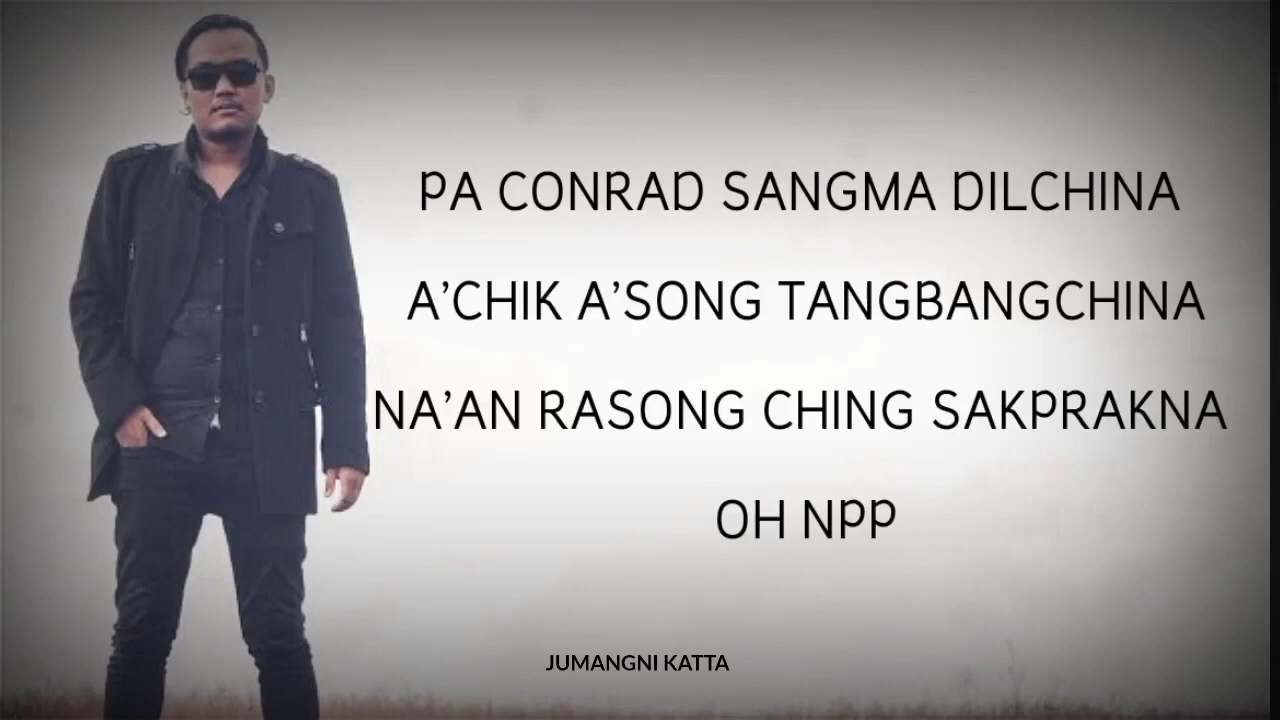 PA CONRAD SANGMA DILCHINA
A'CHIK A'SONG TANGBANGCHINA
NA'AN RASONG CHING SAKPRAKNA
OH NPP
JUMANGNI KATTA